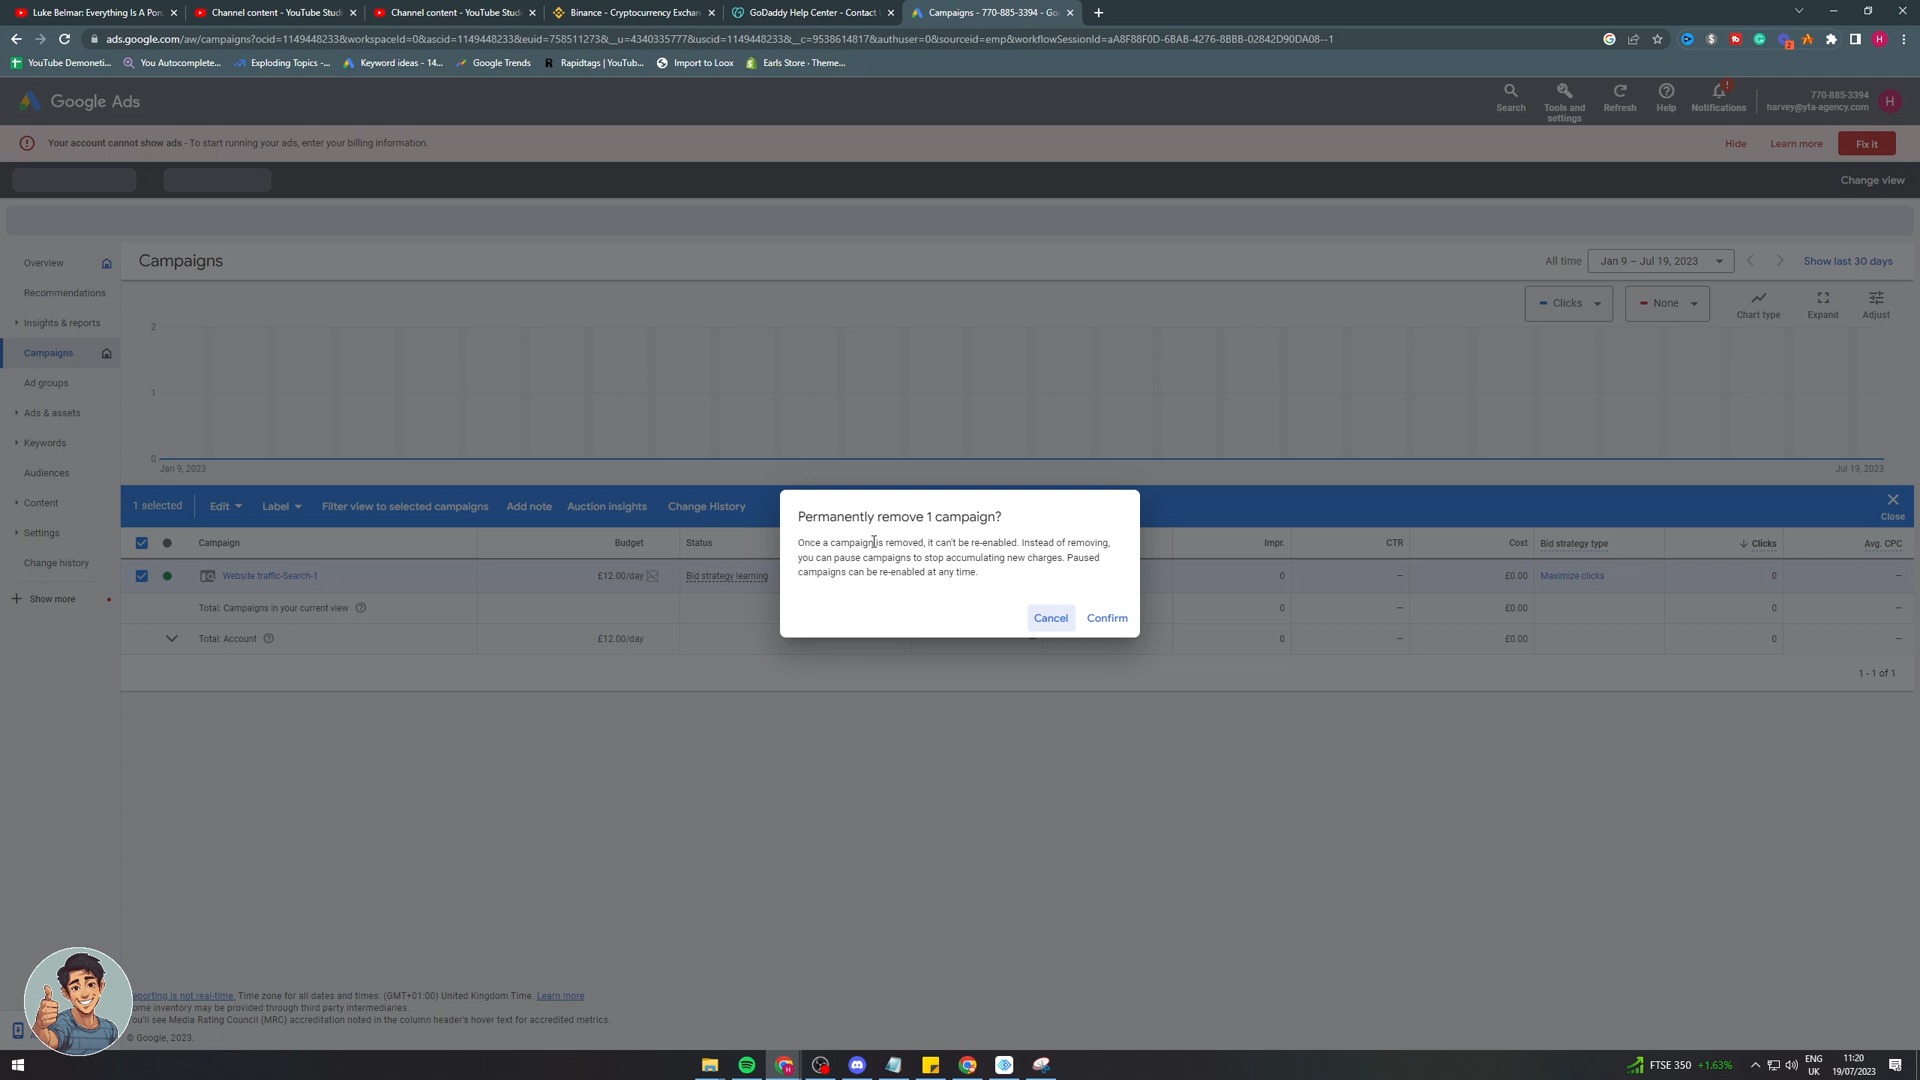 Luke Belmar: Everything Is A Pon
Channel content - YouTube Stud
Channel content - YouTube Stud
Binance - Cryptocurrency Exchan
GoDaddy Help Center - Contact
Campaigns - 770-885-3394 - Go
ads.google.com/aw/campaigns?ocid=1149448233&workspaceId=0&ascid=1149448233&euid=758511273&__u=4340335777&uscid=1149448233&__c=9538614817&authuser=0&sourceid=emp&workflowSessionId=aA8F88F0D-6BAB-4276-8BBB-02842D90DA08--1
YouTube Demoneti...
You Autocomplete...
Exploding Topics -...
Keyword ideas - 14...
Google Trends
Rapidtags | YouTub...
Import to Loox
Earls Store · Theme...
Google Ads
Search
Tools and
settings
Refresh
Help
Notifications
770-885-3394
harvey@yta-agency.com
H
Your account cannot show ads - To start running your ads, enter your billing information.
Hide
Learn more
Fix it
Change view
Overview
Recommendations
Insights & reports
Campaigns
Ad groups
Ads & assets
Keywords
Audiences
Content
Settings
Change history
Show more
Campaigns
All time
Jan 9 – Jul 19, 2023
Show last 30 days
Clicks
None
Chart type
Expand
Adjust
2
1
0
Jan 9, 2023
Jul 19, 2023
1 selected
Edit
Label
Filter view to selected campaigns
Add note
Auction insights
Change History
Close
Campaign
Budget
Status
Impr.
CTR
Cost
Bid strategy type
Clicks
Avg. CPC
Website traffic-Search-1
£12.00/day
Bid strategy learning
0
–
£0.00
Maximize clicks
0
–
Total: Campaigns in your current view
0
–
£0.00
0
–
Total: Account
£12.00/day
–
0
–
£0.00
0
–
1 - 1 of 1
Permanently remove 1 campaign?
Once a campaign is removed, it can't be re-enabled. Instead of removing,
you can pause campaigns to stop accumulating new charges. Paused
campaigns can be re-enabled at any time.
Cancel
Confirm
eporting is not real-time. Time zone for all dates and times: (GMT+01:00) United Kingdom Time. Learn more
ome inventory may be provided through third party intermediaries.
ou'll see Media Rating Council (MRC) accreditation noted in the column header's hover text for accredited metrics.
© Google, 2023.
FTSE 350 +1.63%
ENG
UK
11:20
19/07/2023